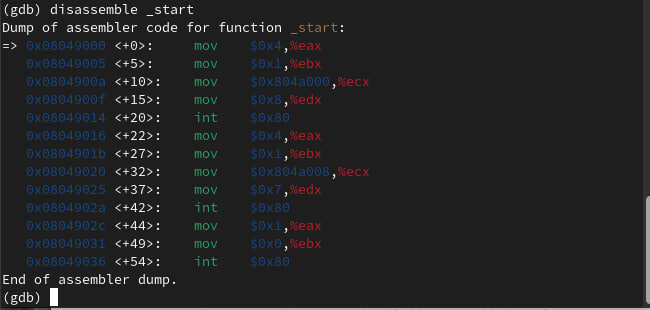 (gdb) disassemble _start
Dump of assembler code for function _start:
=> 0x08049000 <+0>:     mov    $0x4,%eax
   0x08049005 <+5>:     mov    $0x1,%ebx
   0x0804900a <+10>:    mov    $0x804a000,%ecx
   0x0804900f <+15>:    mov    $0x8,%edx
   0x08049014 <+20>:    int    $0x80
   0x08049016 <+22>:    mov    $0x4,%eax
   0x0804901b <+27>:    mov    $0x1,%ebx
   0x08049020 <+32>:    mov    $0x804a008,%ecx
   0x08049025 <+37>:    mov    $0x7,%edx
   0x0804902a <+42>:    int    $0x80
   0x0804902c <+44>:    mov    $0x1,%eax
   0x08049031 <+49>:    mov    $0x0,%ebx
   0x08049036 <+54>:    int    $0x80
End of assembler dump.
(gdb)